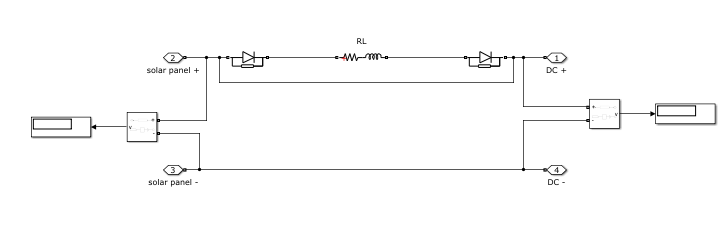 RL
2
1
solar panel +
DC +
+
v
-
+
v
-
3
4
solar panel -
DC -